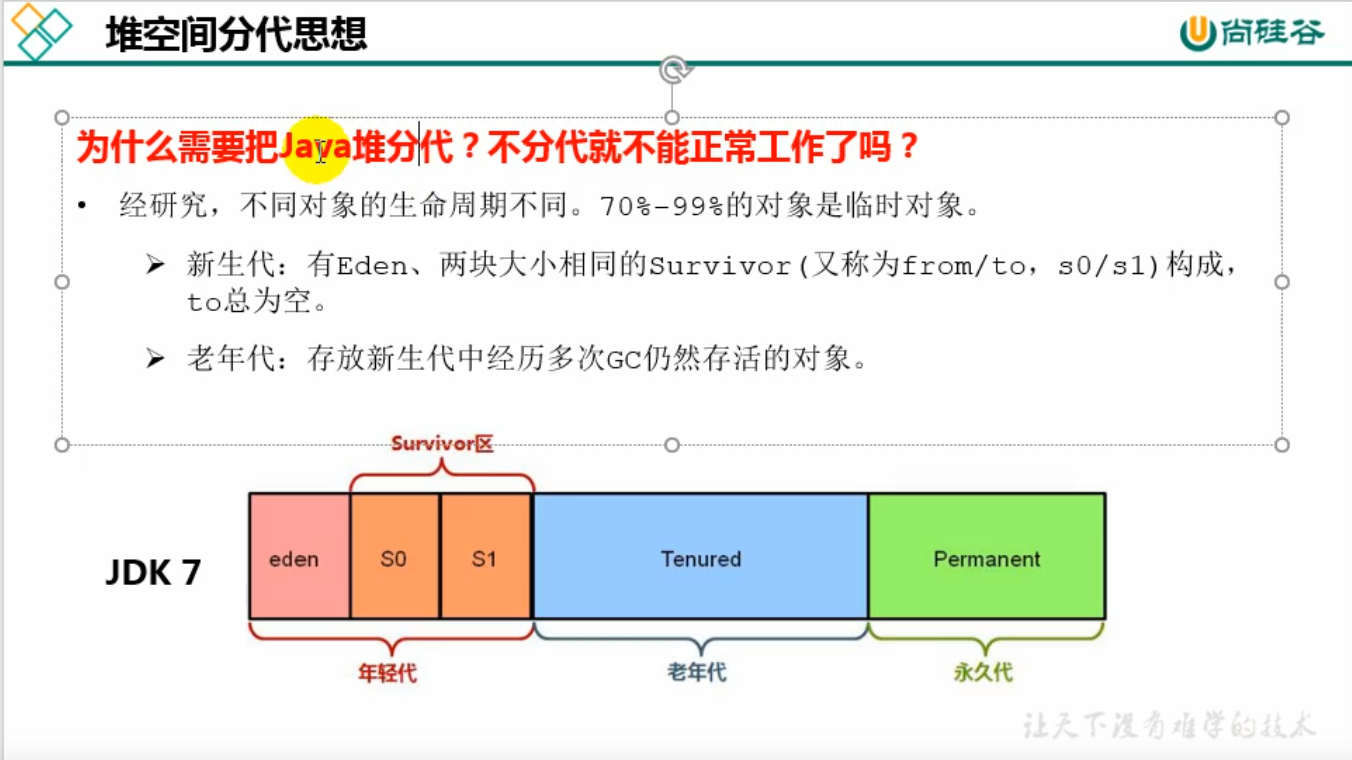 堆空间分代思想
尚硅谷
为什么需要把Java堆分代？不分代就不能正常工作了吗？
• 经研究，不同对象的生命周期不同。70%-99%的对象是临时对象。
➢ 新生代：有Eden、两块大小相同的Survivor(又称为from/to，s0/s1)构成，
to总为空。
➢ 老年代：存放新生代中经历多次GC仍然存活的对象。
Survivor区
JDK 7
eden
S0
S1
Tenured
Permanent
年轻代
老年代
永久代
让天下没有难学的技术